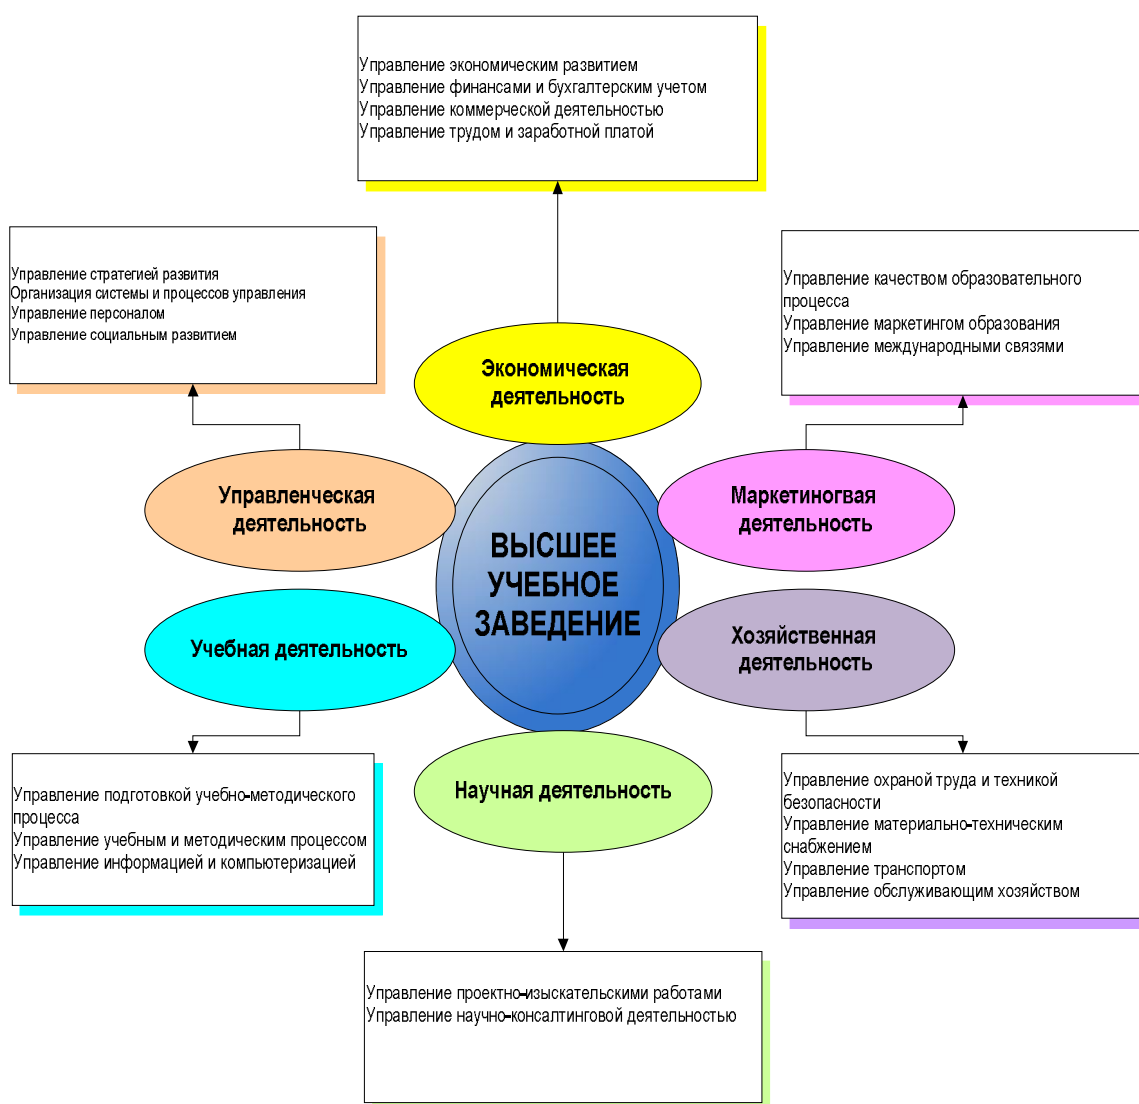 Управление экономическим развитием
Управление финансами и бухгалтерским учетом
Управление коммерческой деятельностью
Управление трудом и заработной платой
Управление стратегией развития
Организация системы и процессов управления
Управление персоналом
Управление социальным развитием
Управление качеством образовательного
процесса
Управление маркетингом образования
Управление международными связями
Экономическая
деятельность
Управленческая
деятельность
Маркетиногвая
деятельность
ВЫСШЕЕ
УЧЕБНОЕ
ЗАВЕДЕНИЕ
Учебная деятельность
Хозяйственная
деятельность
Научная деятельность
Управление подготовкой учебно-методического
процесса
Управление учебным и методическим процессом
Управление информацией и компьютеризацией
Управление охраной труда и техникой
безопасности
Управление материально-техническим
снабжением
Управление транспортом
Управление обслуживающим хозяйством
Управление проектно-изыскательскими работами
Управление научно-консалтинговой деятельностью